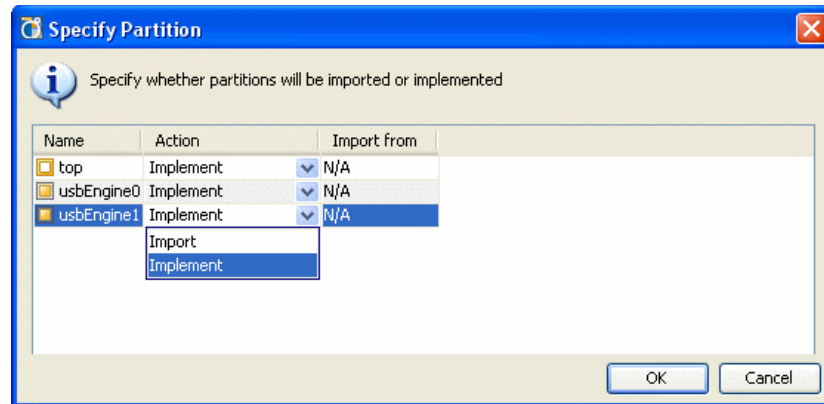 Specify Partition
Specify whether partitions will be imported or implemented
Name Action Import from
top Implement N/A
usbEngine0 Implement N/A
usbEngine1 Implement N/A
Import
Implement
OK Cancel